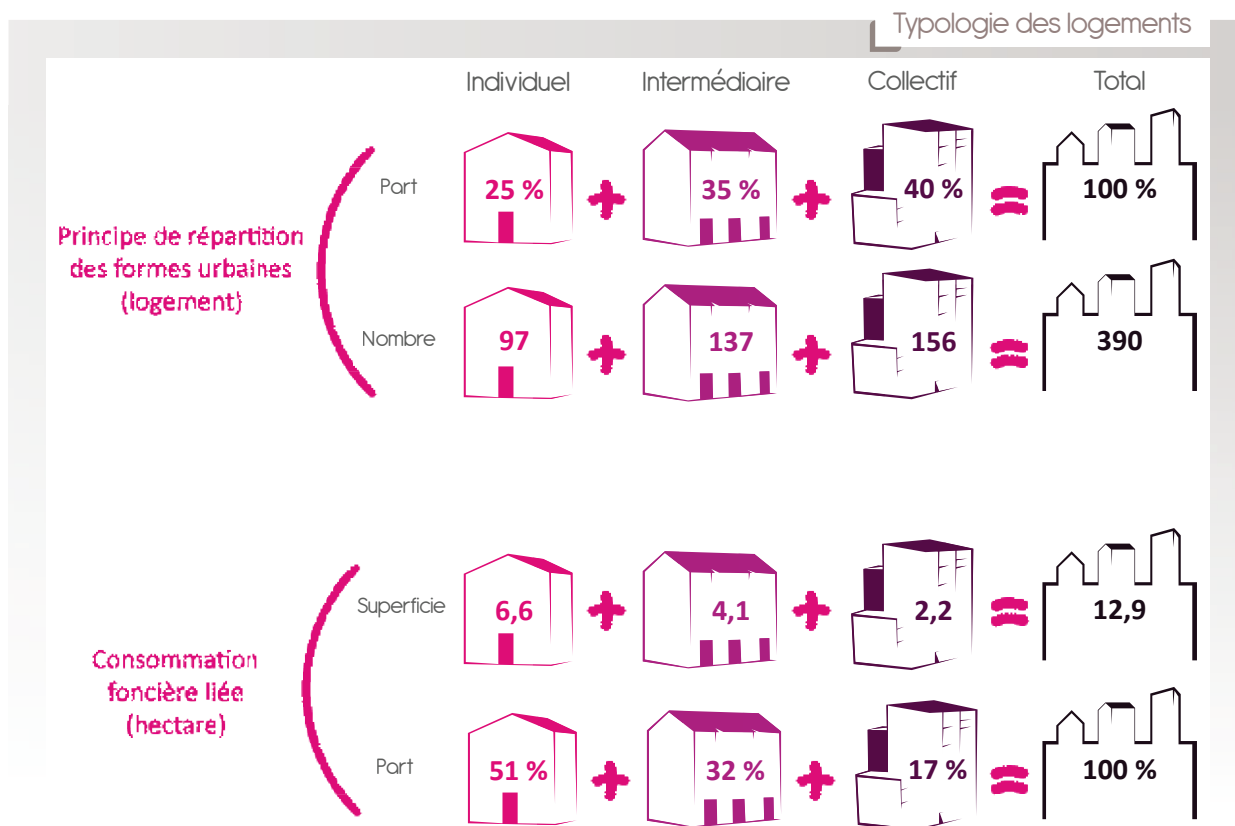 Typologie des logements
Individuel Intermédiaire Collectif Total
Principe de répartition
des formes urbaines
(logement)
Part 25 % 35 % 40 % 100 %
Nombre 97 137 156 390
Consommation
foncière liée
(hectare)
Superficie 6,6 4,1 2,2 12,9
Part 51 % 32 % 17 % 100 %